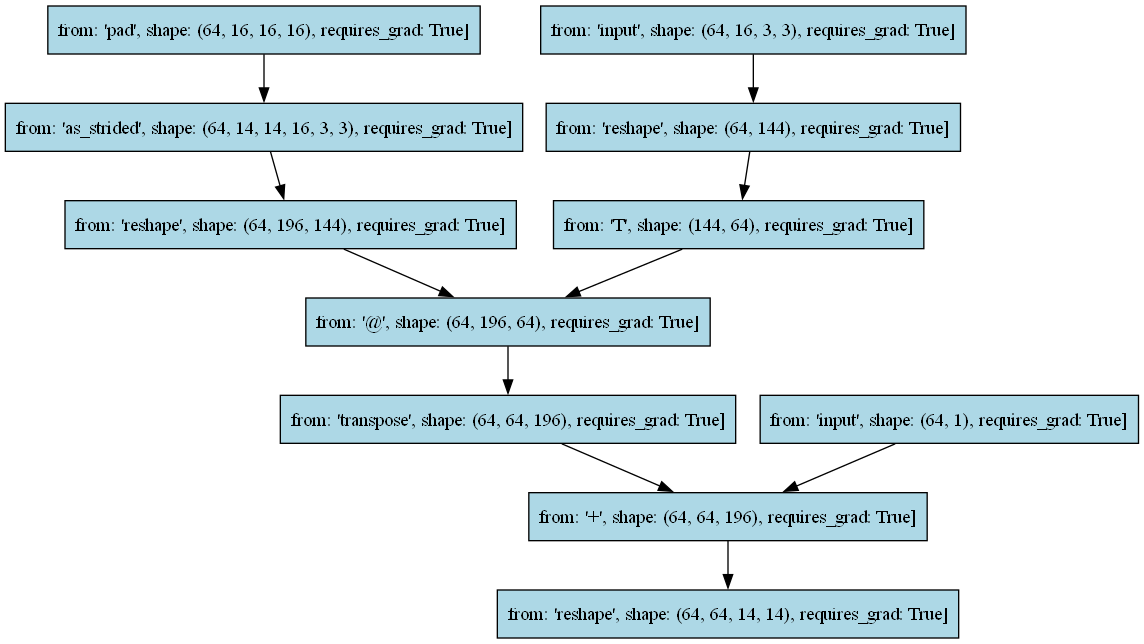 from: 'pad', shape: (64, 16, 16, 16), requires_grad: True]
from: 'input', shape: (64, 16, 3, 3), requires_grad: True]
from: 'as_strided', shape: (64, 14, 14, 16, 3, 3), requires_grad: True]
from: 'reshape', shape: (64, 144), requires_grad: True]
from: 'reshape', shape: (64, 196, 144), requires_grad: True]
from: 'T', shape: (144, 64), requires_grad: True]
from: '@', shape: (64, 196, 64), requires_grad: True]
from: 'transpose', shape: (64, 64, 196), requires_grad: True]
from: 'input', shape: (64, 1), requires_grad: True]
from: '+', shape: (64, 64, 196), requires_grad: True]
from: 'reshape', shape: (64, 64, 14, 14), requires_grad: True]